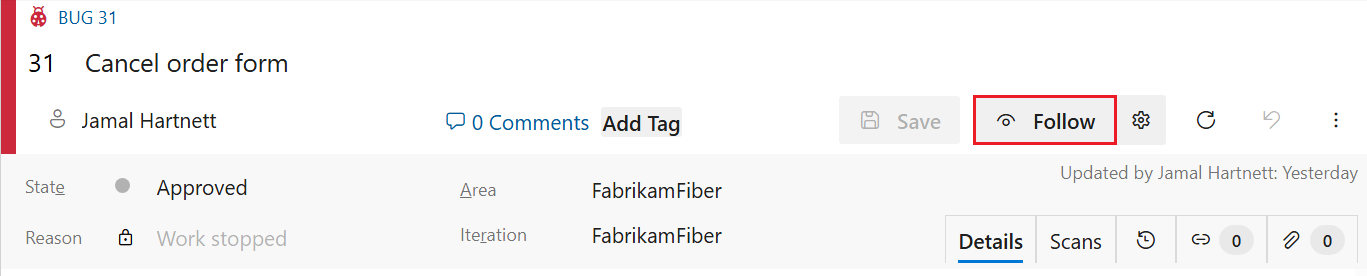 BUG 31
31 Cancel order form
Jamal Hartnett 0 Comments Add Tag Save Follow
Updated by Jamal Hartnett: Yesterday
State Approved Area FabrikamFiber
Reason Work stopped Iteration FabrikamFiber
Details Scans 0 0